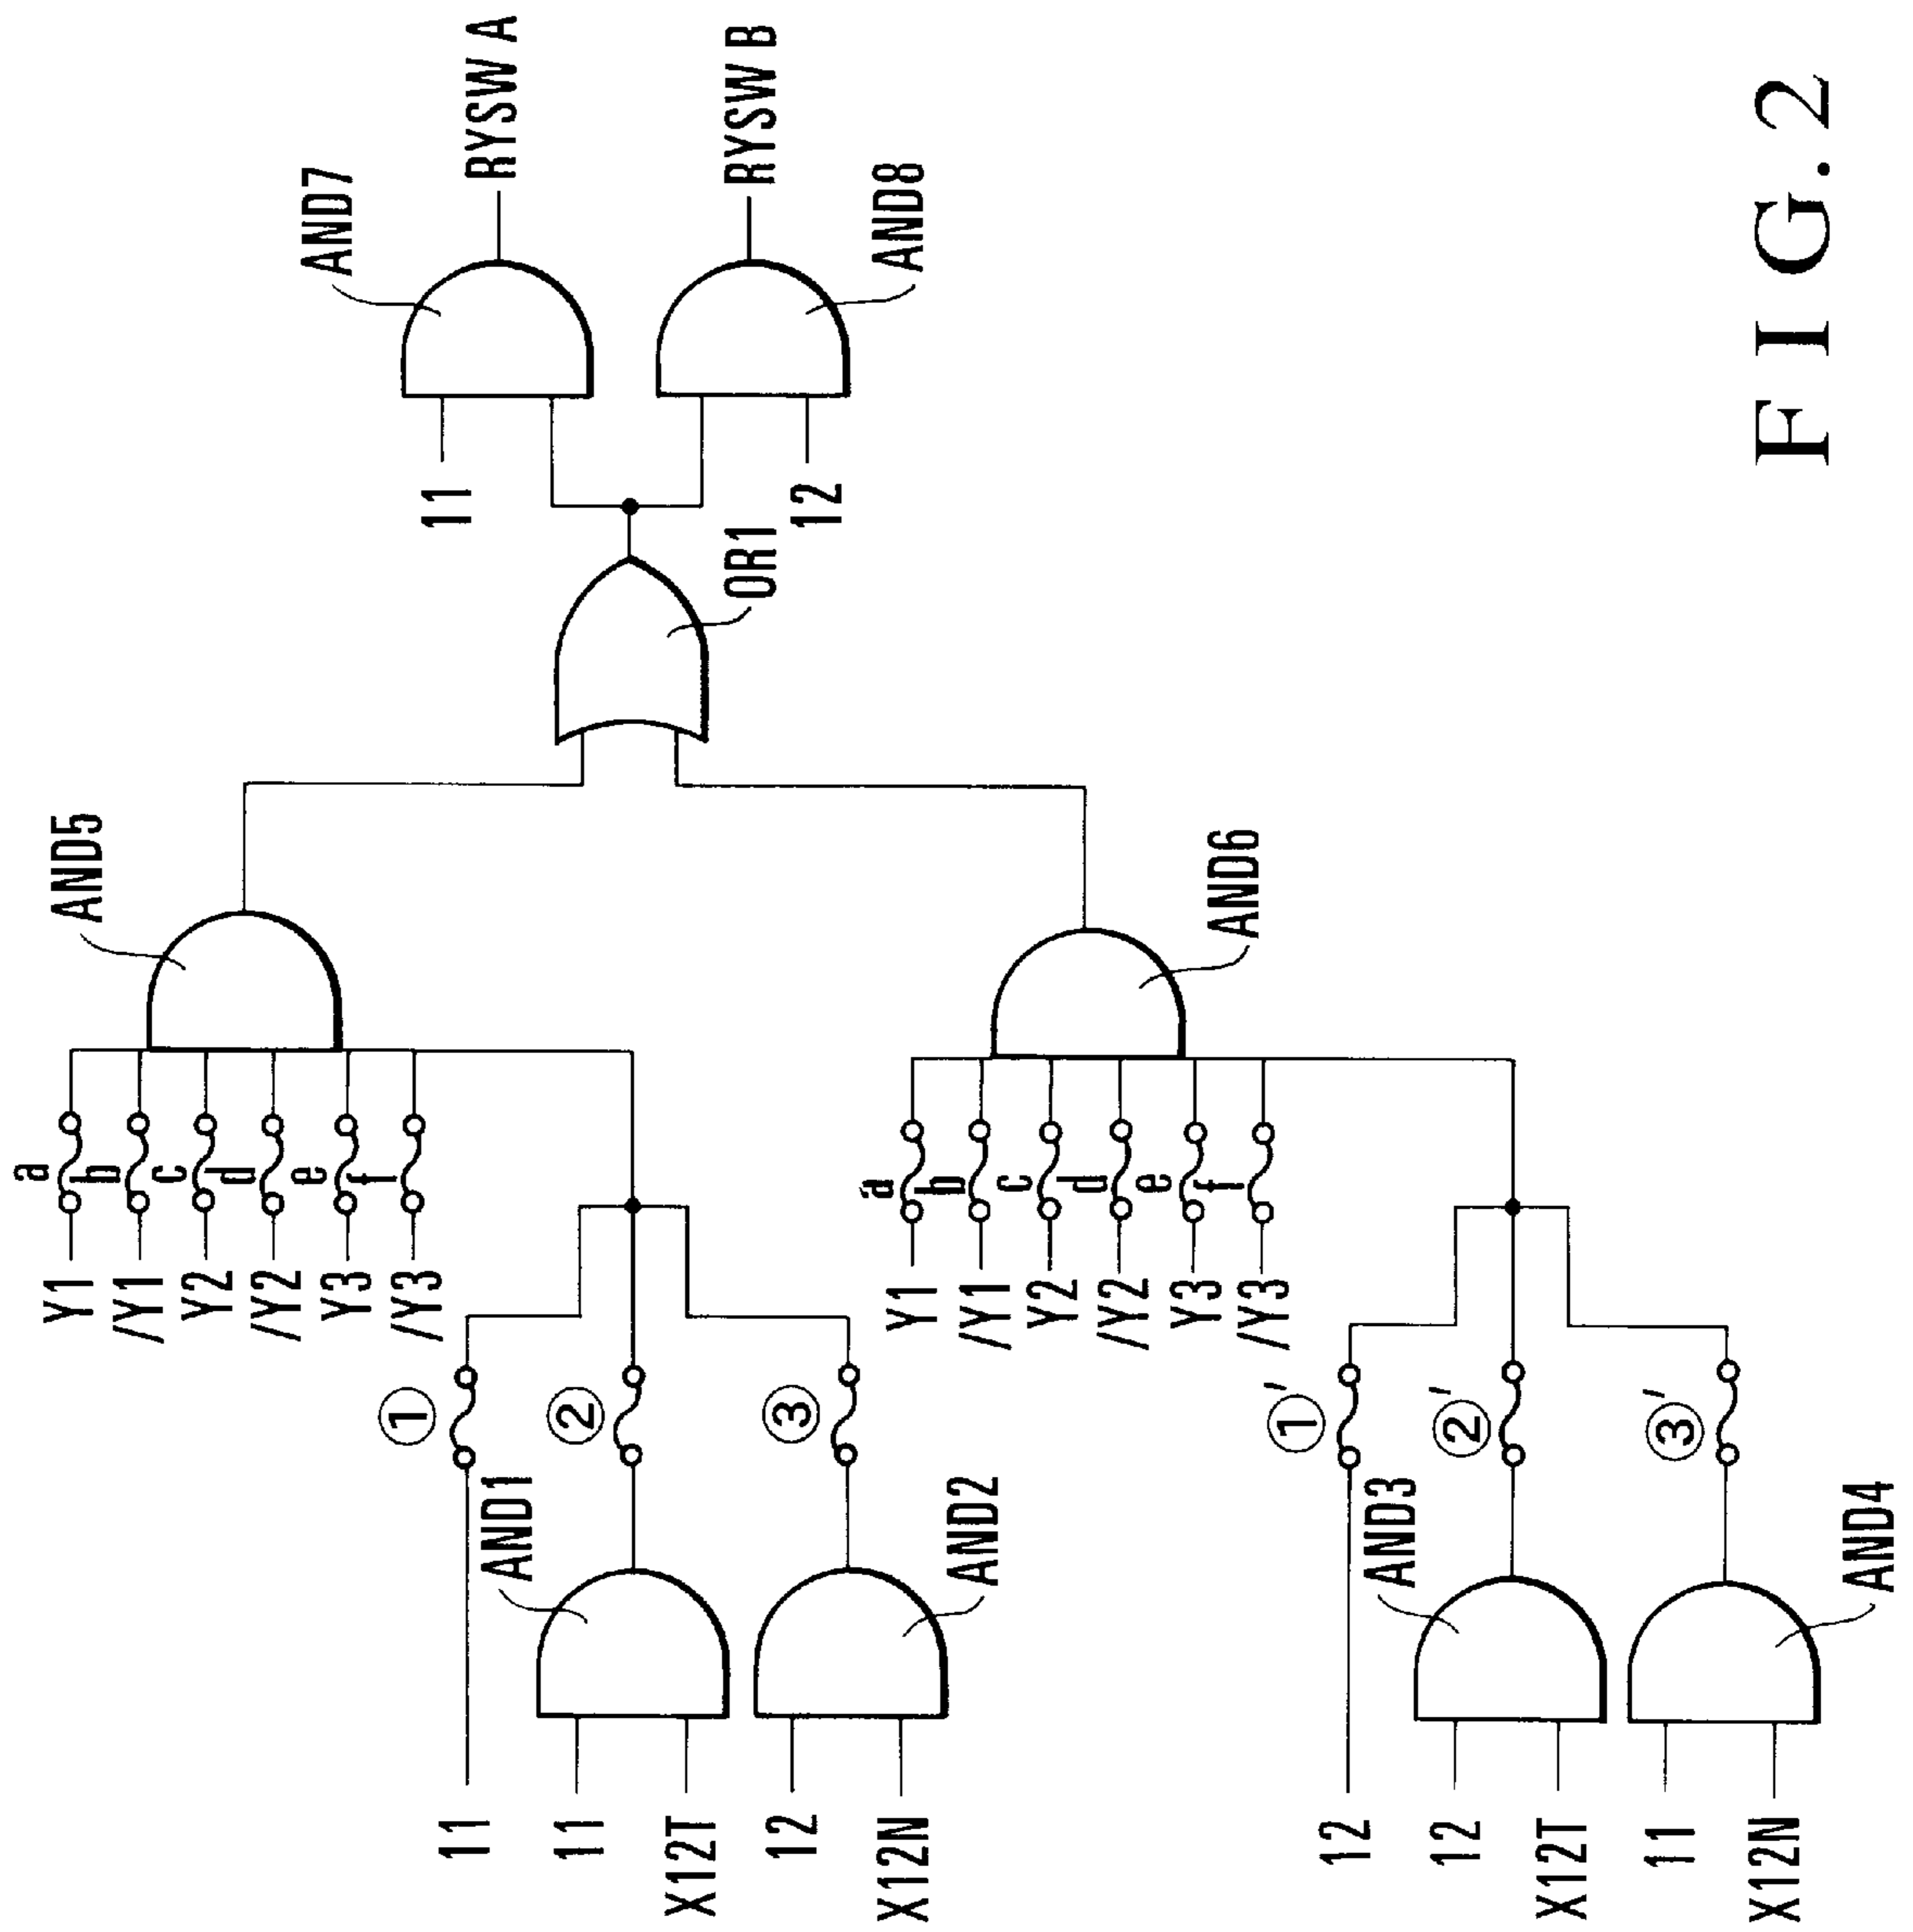 AND7
RYSW A
RYSW B
AND8
11
12
OR1
AND5
a
b
c
d
e
f
Y1
/Y1
Y2
/Y2
Y3
/Y3
①
②
③
AND1
AND2
11
11
X12T
12
X12N
AND6
a
b
c
d
e
f
Y1
/Y1
Y2
/Y2
Y3
/Y3
①'
②'
③'
AND3
AND4
12
12
X12T
11
X12N
FIG.2